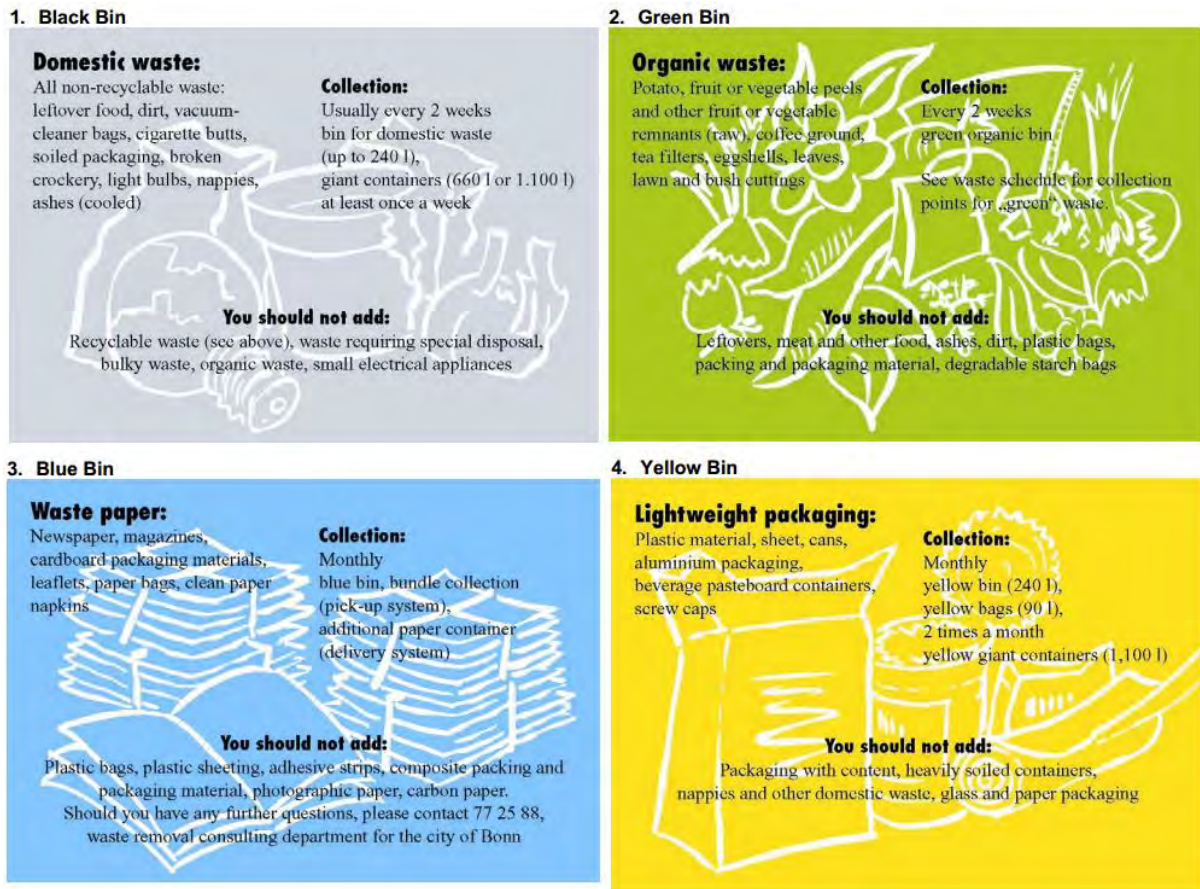 1. Black Bin
Domestic waste:
All non-recyclable waste:
leftover food, dirt, vacuum-
cleaner bags, cigarette butts,
soiled packaging, broken
crockery, light bulbs, nappies,
ashes (cooled)
Collection:
Usually every 2 weeks
bin for domestic waste
(up to 240 l),
giant containers (660 l or 1.100 l)
at least once a week
You should not add:
Recyclable waste (see above), waste requiring special disposal,
bulky waste, organic waste, small electrical appliances
2. Green Bin
Organic waste:
Potato, fruit or vegetable peels
and other fruit or vegetable
remnants (raw), coffee ground,
tea filters, eggshells, leaves,
lawn and bush cuttings
Collection:
Every 2 weeks
green organic bin
See waste schedule for collection
points for „green“ waste.
You should not add:
Leftovers, meat and other food, ashes, dirt, plastic bags,
packing and packaging material, degradable starch bags
3. Blue Bin
Waste paper:
Newspaper, magazines,
cardboard packaging materials,
leaflets, paper bags, clean paper
napkins
Collection:
Monthly
blue bin, bundle collection
(pick-up system),
additional paper container
(delivery system)
You should not add:
Plastic bags, plastic sheeting, adhesive strips, composite packing and
packaging material, photographic paper, carbon paper.
Should you have any further questions, please contact 77 25 88,
waste removal consulting department for the city of Bonn
4. Yellow Bin
Lightweight packaging:
Plastic material, sheet, cans,
aluminium packaging,
beverage pasteboard containers,
screw caps
Collection:
Monthly
yellow bin (240 l),
yellow bags (90 l),
2 times a month
yellow giant containers (1,100 l)
You should not add:
Packaging with content, heavily soiled containers,
nappies and other domestic waste, glass and paper packaging